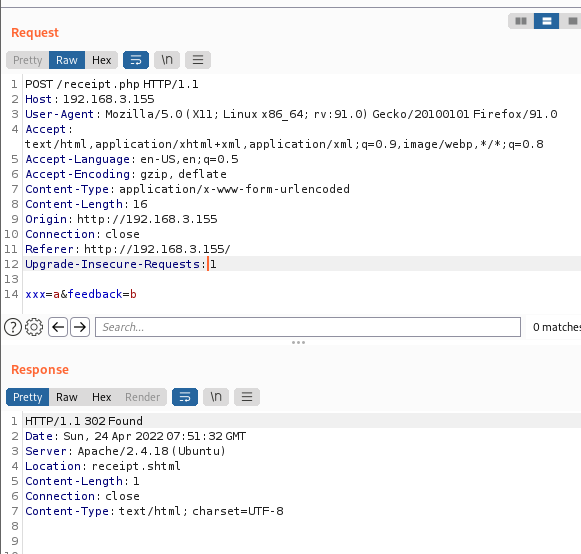 Request
Pretty Raw Hex \n
1 POST /receipt.php HTTP/1.1
2 Host: 192.168.3.155
3 User-Agent: Mozilla/5.0 (X11; Linux x86_64; rv:91.0) Gecko/20100101 Firefox/91.0
4 Accept:
text/html,application/xhtml+xml,application/xml;q=0.9,image/webp,*/*;q=0.8
5 Accept-Language: en-US,en;q=0.5
6 Accept-Encoding: gzip, deflate
7 Content-Type: application/x-www-form-urlencoded
8 Content-Length: 16
9 Origin: http://192.168.3.155
10 Connection: close
11 Referer: http://192.168.3.155/
12 Upgrade-Insecure-Requests: 1
13
14 xxx=a&feedback=b
? Search... 0 matches
Response
Pretty Raw Hex Render \n
1 HTTP/1.1 302 Found
2 Date: Sun, 24 Apr 2022 07:51:32 GMT
3 Server: Apache/2.4.18 (Ubuntu)
4 Location: receipt.shtml
5 Content-Length: 1
6 Connection: close
7 Content-Type: text/html; charset=UTF-8
8
9